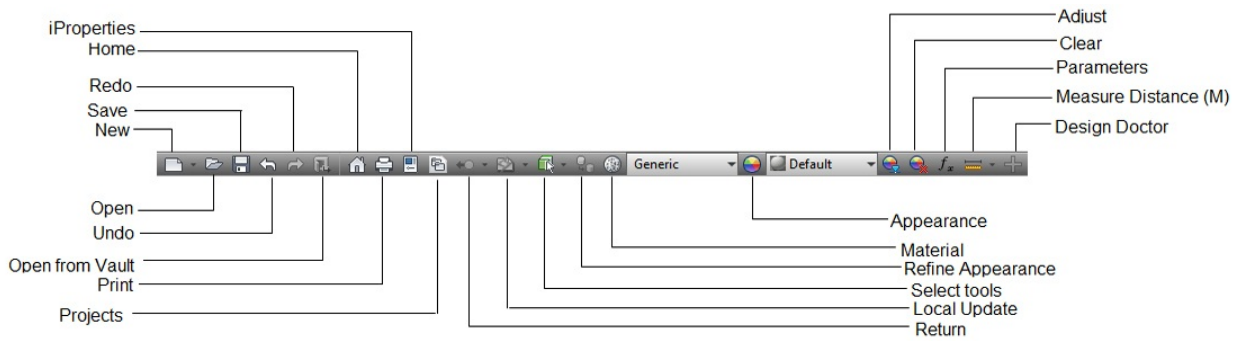 iProperties
Home
Redo
Save
New
Adjust
Clear
Parameters
Measure Distance (M)
Design Doctor
Generic
Default
fx
Open
Undo
Open from Vault
Print
Projects
Appearance
Material
Refine Appearance
Select tools
Local Update
Return